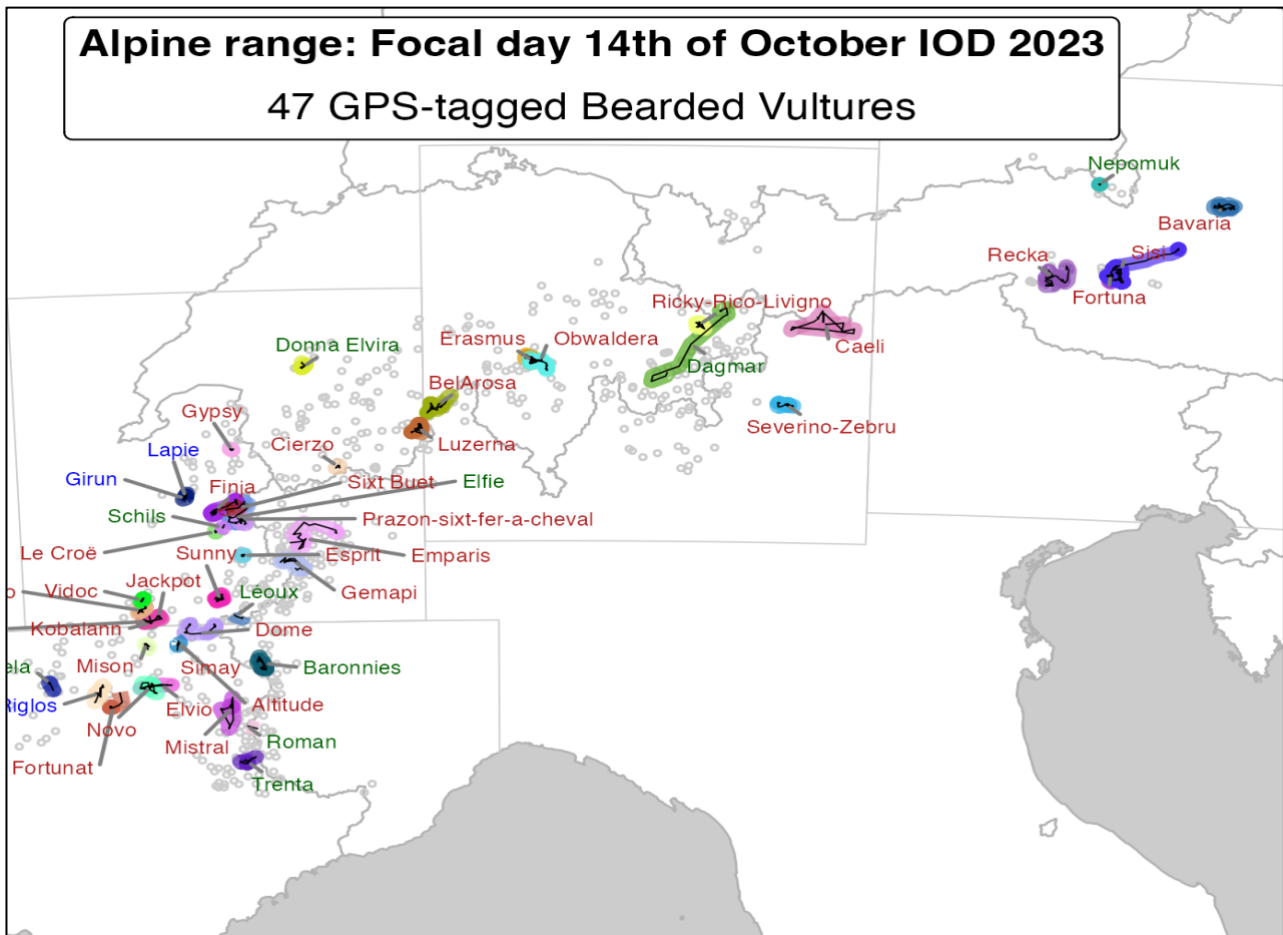 Alpine range: Focal day 14th of October IOD 2023
47 GPS-tagged Bearded Vultures
Nepomuk
Bavaria
Recka
Sisi
Fortuna
Ricky-Rico-Livigno
Caeli
Dagmar
Erasmus
Obwaldera
Donna Elvira
BelArosa
Severino-Zebru
Gypsy
Cierzo
Luzerna
Lapie
Girun
Finja
Sixt Buet
Elfie
Schils
Prazon-sixt-fer-a-cheval
Le Croë
Sunny
Esprit
Emparis
Jackpot
Vidoc
o
Léoux
Gemapi
Kobalann
Dome
Mison
Simay
Baronnies
ela
Riglos
Elvio
Altitude
Novo
Mistral
Roman
Fortunat
Trenta